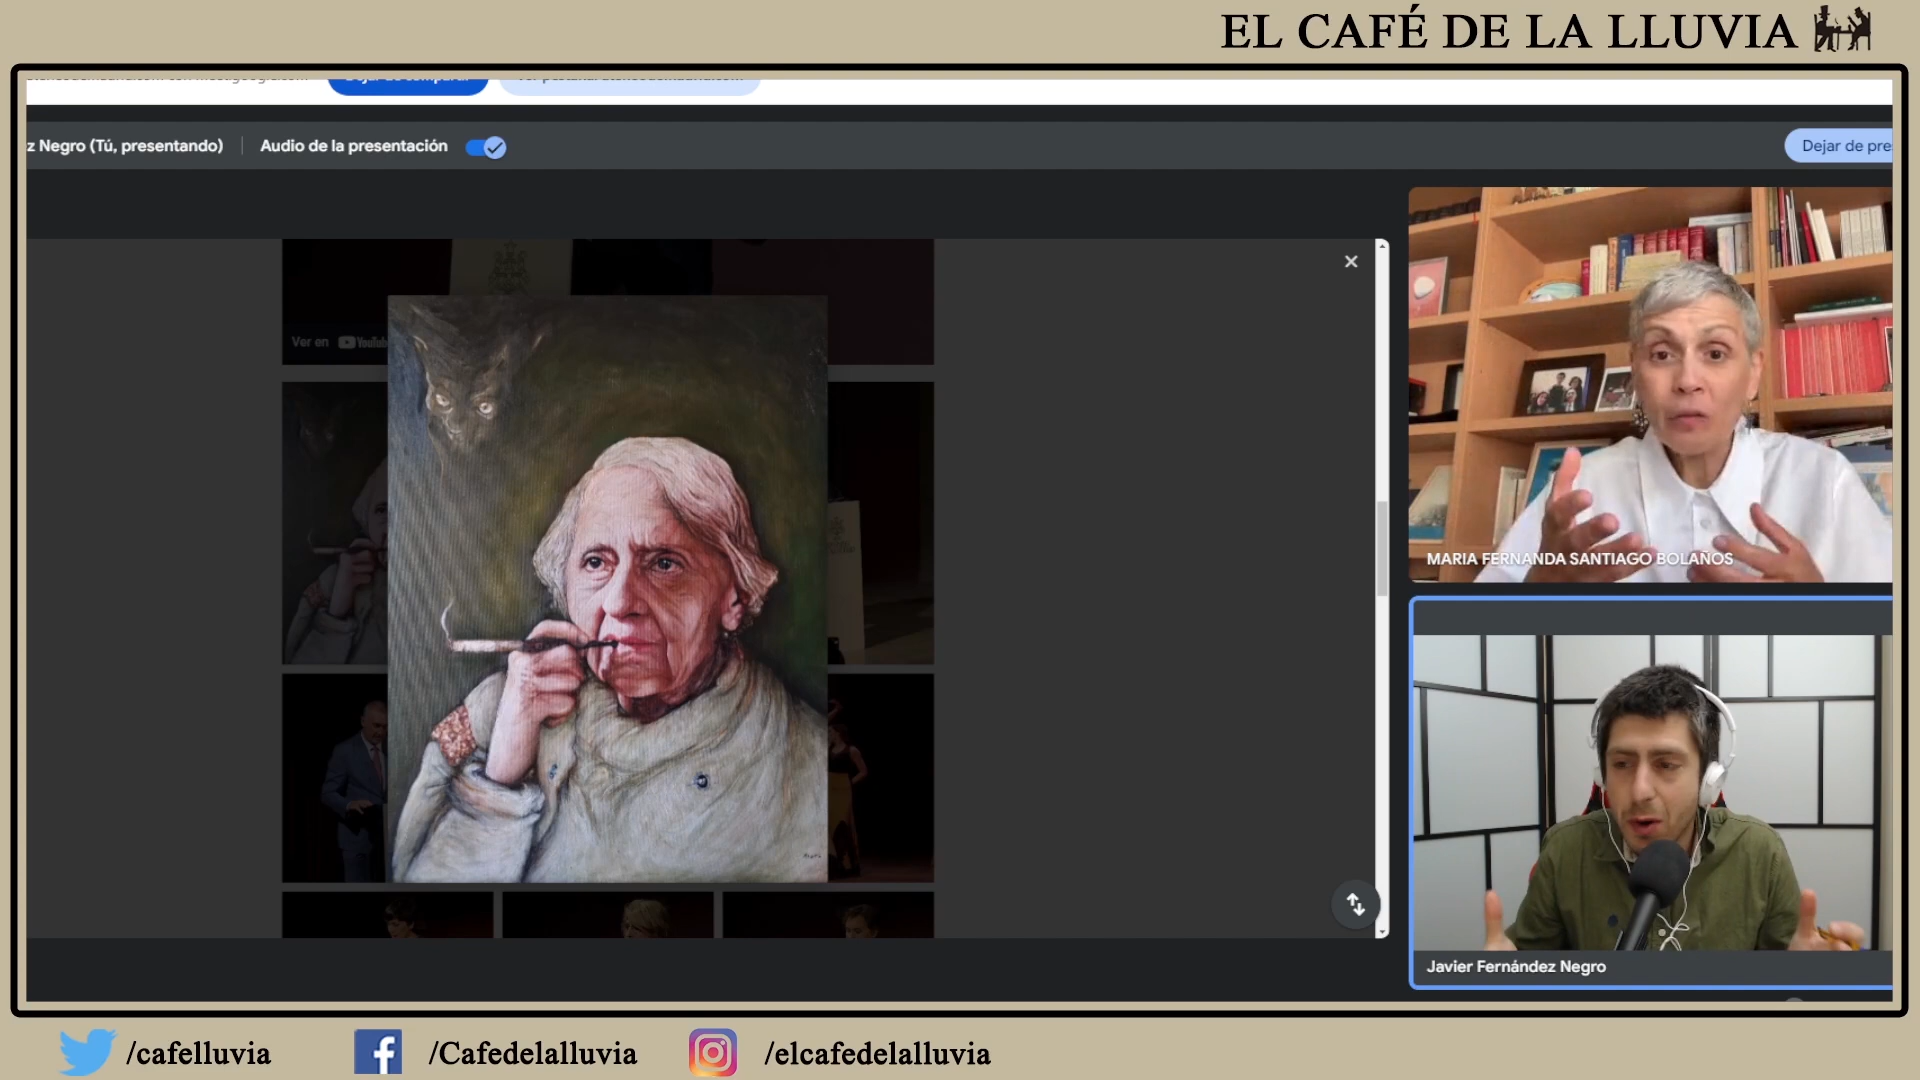 EL CAFÉ DE LA LLUVIA
z Negro (Tú, presentando)
Audio de la presentación
Dejar de pre
Ver en YouTub
MARIA FERNANDA SANTIAGO BOLAÑOS
Javier Fernández Negro
/cafelluvia
/Cafedelalluvia
/elcafedelalluvia